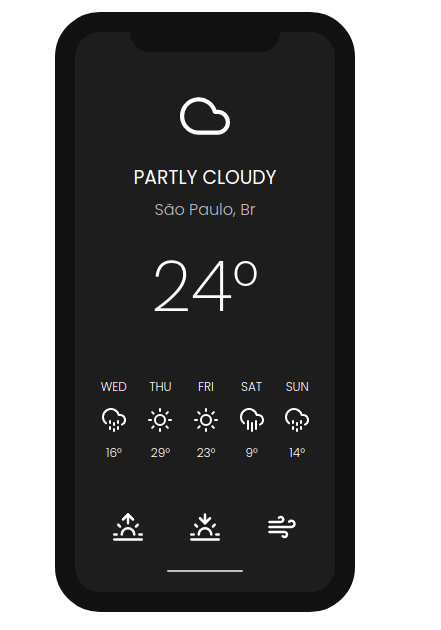 PARTLY CLOUDY
São Paulo, Br
24º
WED THU FRI SAT SUN
16º 29º 23º 9º 14º